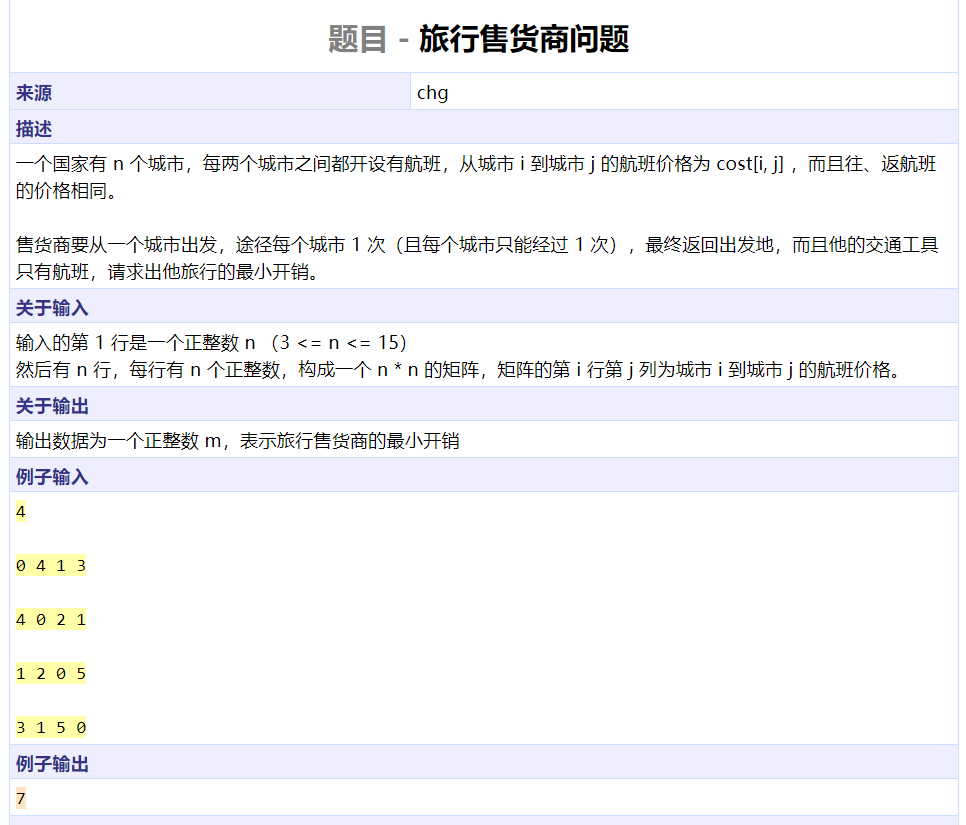 题目 - 旅行售货商问题
来源 chg
描述
一个国家有 n 个城市，每两个城市之间都开设有航班，从城市 i 到城市 j 的航班价格为 cost[i, j] ，而且往、返航班
的价格相同。
售货商要从一个城市出发，途径每个城市 1 次（且每个城市只能经过 1 次），最终返回出发地，而且他的交通工具
只有航班，请求出他旅行的最小开销。
关于输入
输入的第 1 行是一个正整数 n （3 <= n <= 15）
然后有 n 行，每行有 n 个正整数，构成一个 n * n 的矩阵，矩阵的第 i 行第 j 列为城市 i 到城市 j 的航班价格。
关于输出
输出数据为一个正整数 m，表示旅行售货商的最小开销
例子输入
4
0 4 1 3
4 0 2 1
1 2 0 5
3 1 5 0
例子输出
7